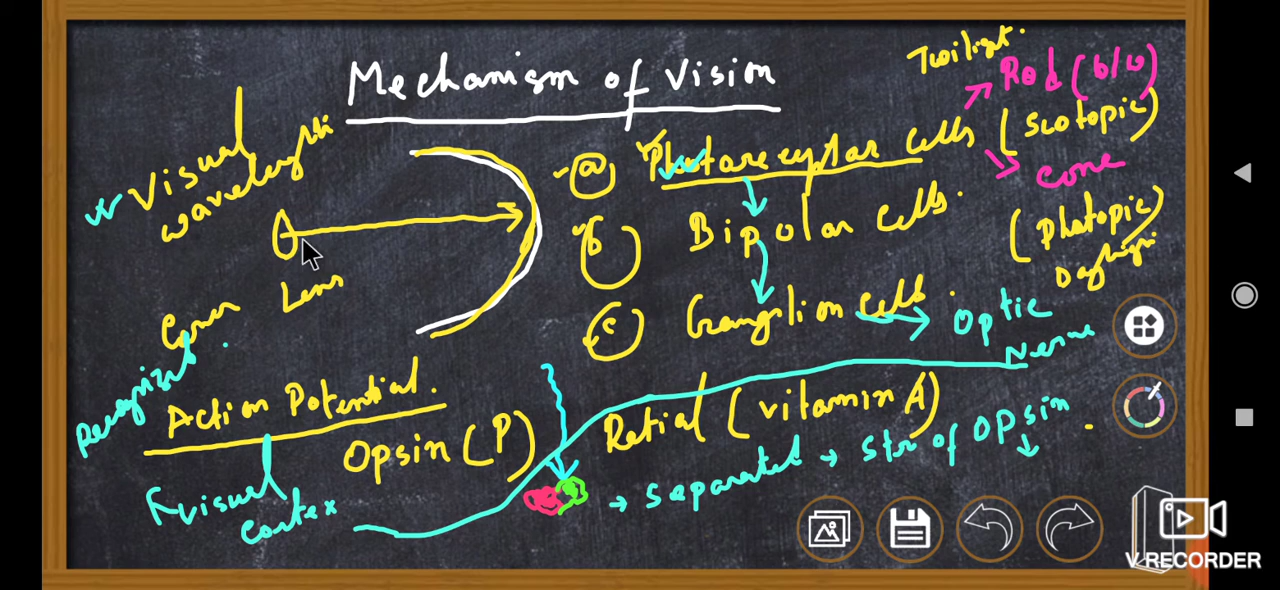 Mechanism of Vision
Twilight.
Rod (b/w)
(Scotopic)
Visual
wavelength
ⓐ Photoreceptor cells
cone
(Photopic)
Daylight
b Bipolar cells.
Lens
c Ganglion cells.
Optic
Nerve
Action Potential.
Opsin (P)
Retial (vitamin A)
separated → str of opsin
visual
cortex
V RECORDER